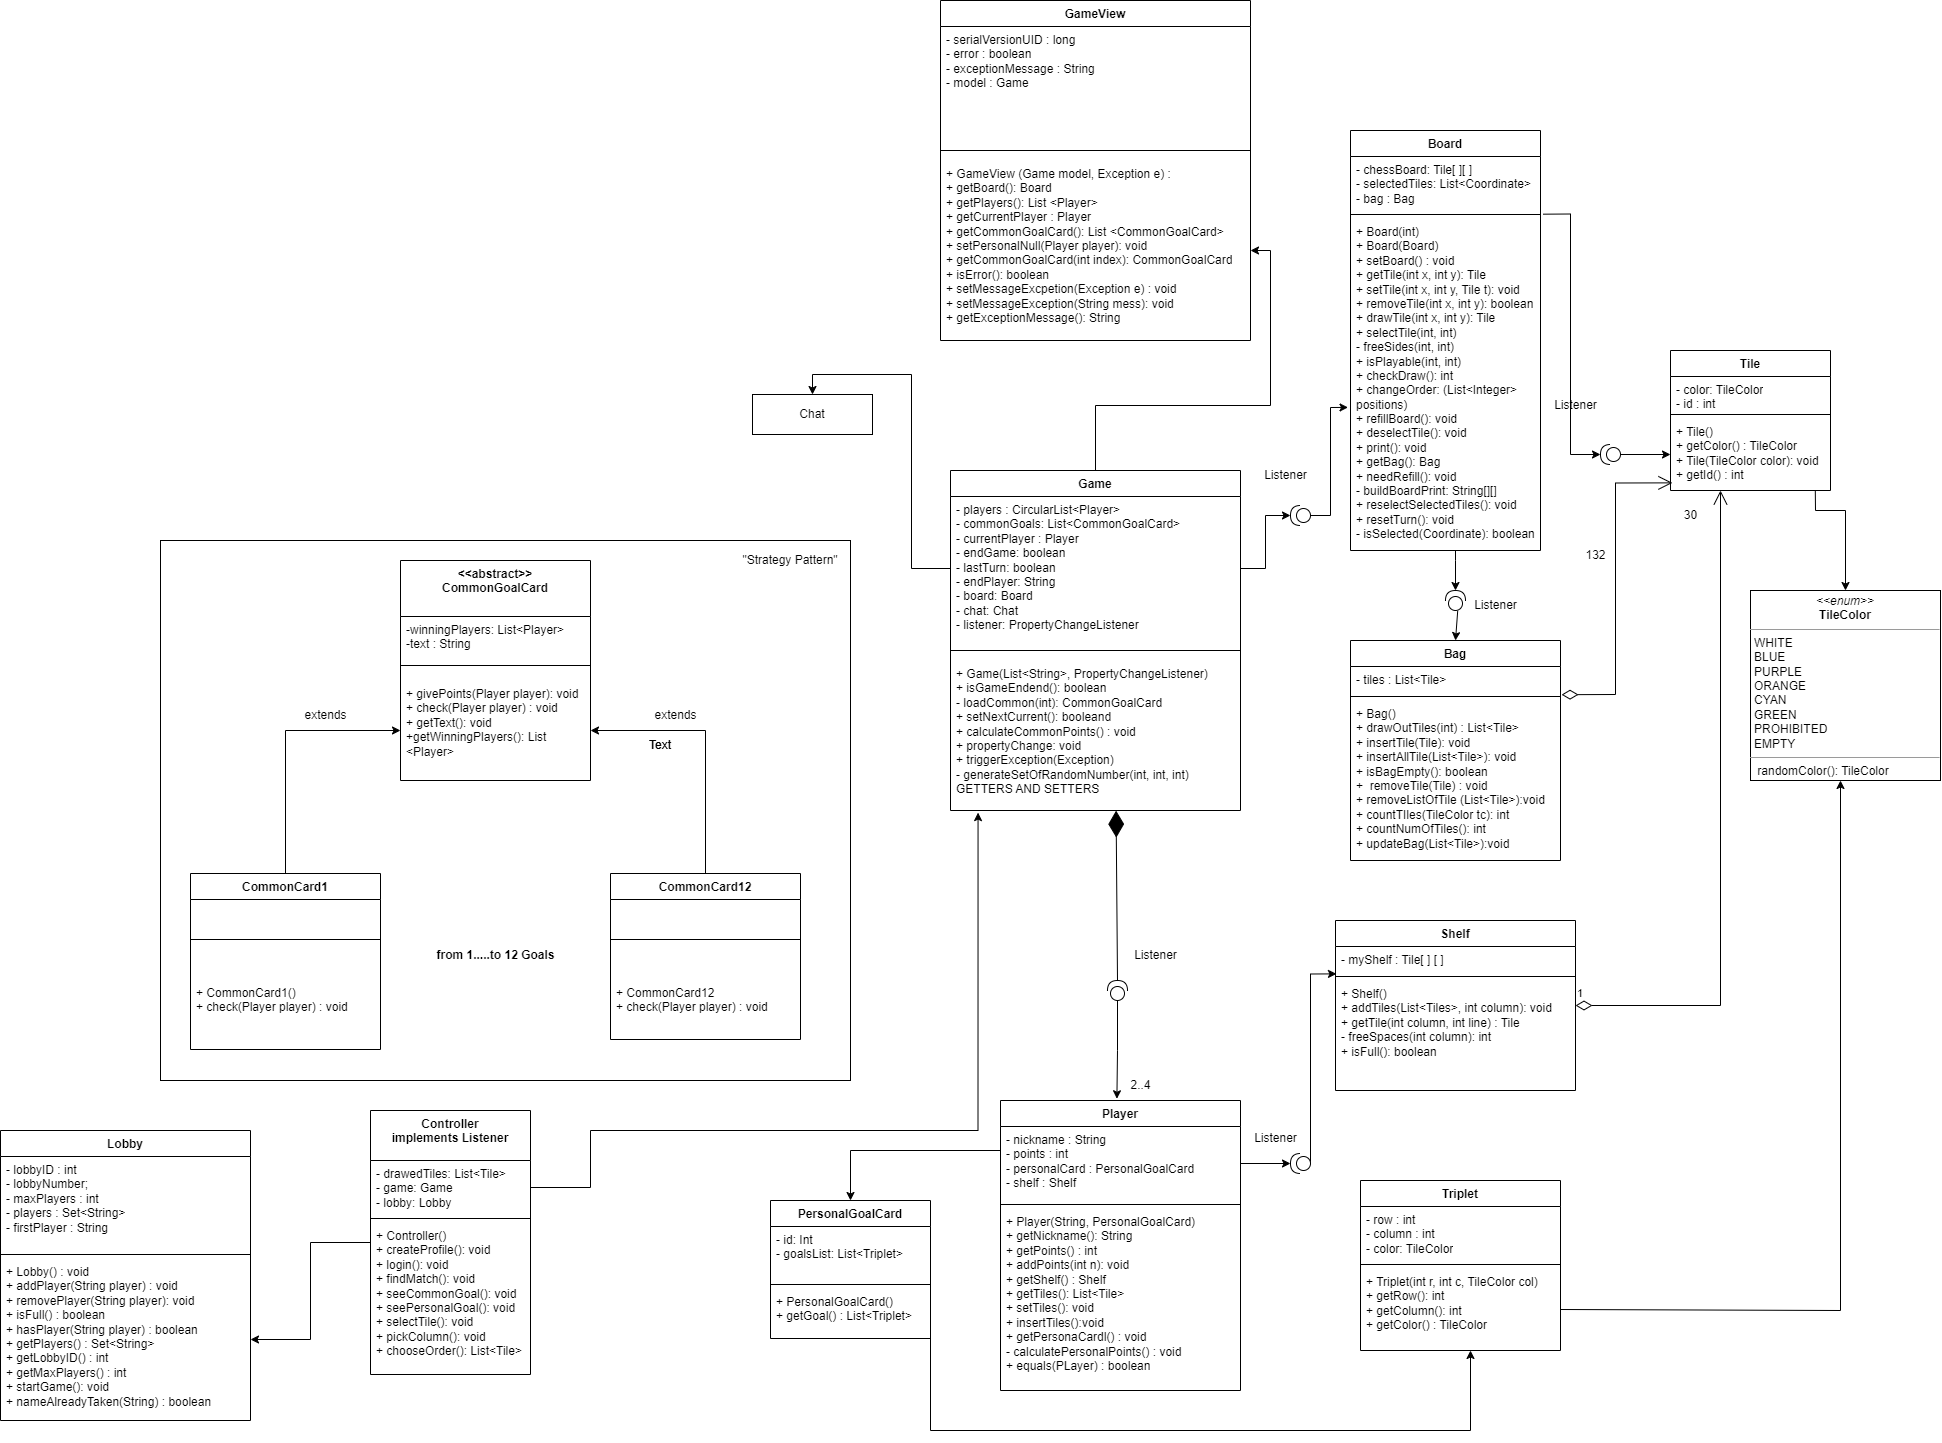 GameView
- serialVersionUID : long
- error : boolean
- exceptionMessage : String
- model : Game
+ GameView (Game model, Exception e) :
+ getBoard(): Board
+ getPlayers(): List <Player>
+ getCurrentPlayer : Player
+ getCommonGoalCard(): List <CommonGoalCard>
+ setPersonalNull(Player player): void
+ getCommonGoalCard(int index): CommonGoalCard
+ isError(): boolean
+ setMessageExcpetion(Exception e) : void
+ setMessageException(String mess): void
+ getExceptionMessage(): String
Board
- chessBoard: Tile[ ][ ]
- selectedTiles: List<Coordinate>
- bag : Bag
+ Board(int)
+ Board(Board)
+ setBoard() : void
+ getTile(int x, int y): Tile
+ setTile(int x, int y, Tile t): void
+ removeTile(int x, int y): boolean
+ drawTile(int x, int y): Tile
+ selectTile(int, int)
- freeSides(int, int)
+ isPlayable(int, int)
+ checkDraw(): int
+ changeOrder: (List<Integer>
positions)
+ refillBoard(): void
+ deselectTile(): void
+ print(): void
+ getBag(): Bag
+ needRefill(): void
- buildBoardPrint: String[][]
+ reselectSelectedTiles(): void
+ resetTurn(): void
- isSelected(Coordinate): boolean
Listener
Tile
- color: TileColor
- id : int
+ Tile()
+ getColor() : TileColor
+ Tile(TileColor color): void
+ getId() : int
Chat
Listener
30
132
Listener
Game
- players : CircularList<Player>
- commonGoals: List<CommonGoalCard>
- currentPlayer : Player
- endGame: boolean
- lastTurn: boolean
- endPlayer: String
- board: Board
- chat: Chat
- listener: PropertyChangeListener
+ Game(List<String>, PropertyChangeListener)
+ isGameEndend(): boolean
- loadCommon(int): CommonGoalCard
+ setNextCurrent(): booleand
+ calculateCommonPoints() : void
+ propertyChange: void
+ triggerException(Exception)
- generateSetOfRandomNumber(int, int, int)
GETTERS AND SETTERS
"Strategy Pattern"
<<abstract>>
CommonGoalCard
-winningPlayers: List<Player>
-text : String
+ givePoints(Player player): void
+ check(Player player) : void
+ getText(): void
+getWinningPlayers(): List
<Player>
extends
extends
Text
CommonCard1
+ CommonCard1()
+ check(Player player) : void
from 1.....to 12 Goals
CommonCard12
+ CommonCard12
+ check(Player player) : void
<<enum>>
TileColor
WHITE
BLUE
PURPLE
ORANGE
CYAN
GREEN
PROHIBITED
EMPTY
randomColor(): TileColor
Bag
- tiles : List<Tile>
+ Bag()
+ drawOutTiles(int) : List<Tile>
+ insertTile(Tile): void
+ insertAllTile(List<Tile>): void
+ isBagEmpty(): boolean
+  removeTile(Tile) : void
+ removeListOfTile (List<Tile>):void
+ countTIles(TileColor tc): int
+ countNumOfTiles(): int
+ updateBag(List<Tile>):void
Listener
2..4
Shelf
- myShelf : Tile[ ] [ ]
+ Shelf()
+ addTiles(List<Tiles>, int column): void
+ getTile(int column, int line) : Tile
- freeSpaces(int column): int
+ isFull(): boolean
1
Listener
Player
- nickname : String
- points : int
- personalCard : PersonalGoalCard
- shelf : Shelf
+ Player(String, PersonalGoalCard)
+ getNickname(): String
+ getPoints() : int
+ addPoints(int n): void
+ getShelf() : Shelf
+ getTiles(): List<Tile>
+ setTiles(): void
+ insertTiles():void
+ getPersonaCardl() : void
- calculatePersonalPoints() : void
+ equals(PLayer) : boolean
Lobby
- lobbyID : int
- lobbyNumber;
- maxPlayers : int
- players : Set<String>
- firstPlayer : String
+ Lobby() : void
+ addPlayer(String player) : void
+ removePlayer(String player): void
+ isFull() : boolean
+ hasPlayer(String player) : boolean
+ getPlayers() : Set<String>
+ getLobbyID() : int
+ getMaxPlayers() : int
+ startGame(): void
+ nameAlreadyTaken(String) : boolean
Controller
implements Listener
- drawedTiles: List<Tile>
- game: Game
- lobby: Lobby
+ Controller()
+ createProfile(): void
+ login(): void
+ findMatch(): void
+ seeCommonGoal(): void
+ seePersonalGoal(): void
+ selectTile(): void
+ pickColumn(): void
+ chooseOrder(): List<Tile>
PersonalGoalCard
- id: Int
- goalsList: List<Triplet>
+ PersonalGoalCard()
+ getGoal() : List<Triplet>
Triplet
- row : int
- column : int
- color: TileColor
+ Triplet(int r, int c, TileColor col)
+ getRow(): int
+ getColumn(): int
+ getColor() : TileColor